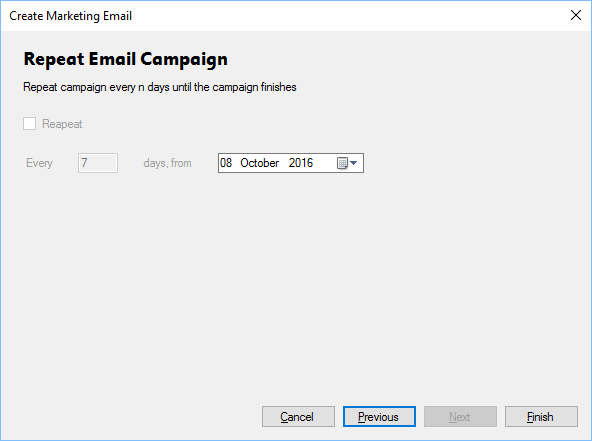 Create Marketing Email
Repeat Email Campaign
Repeat campaign every n days until the campaign finishes
Reapeat
Every 7 days, from 08 October 2016
Cancel Previous Next Finish